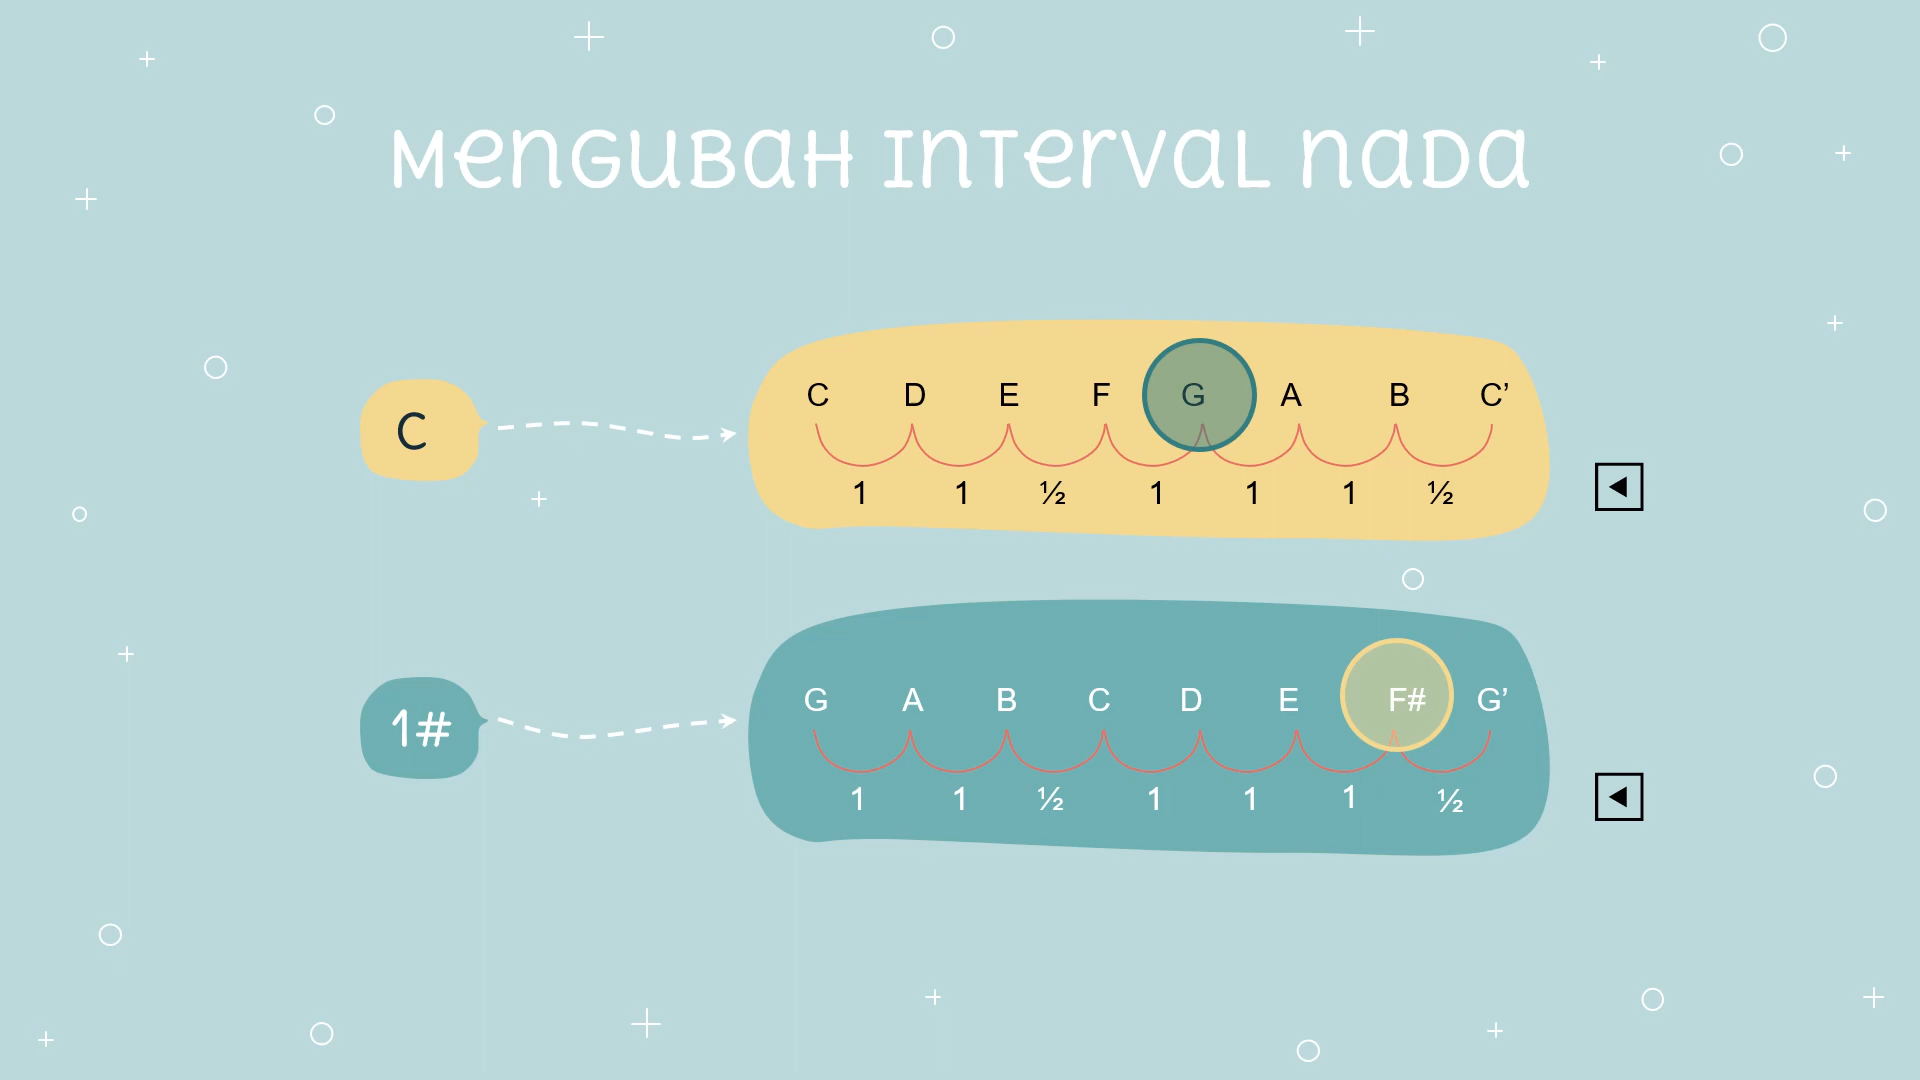 Mengubah Interval Nada
C
C D E F G A B C’
1 1 ½ 1 1 1 ½
1#
G A B C D E F# G’
1 1 ½ 1 1 1 ½